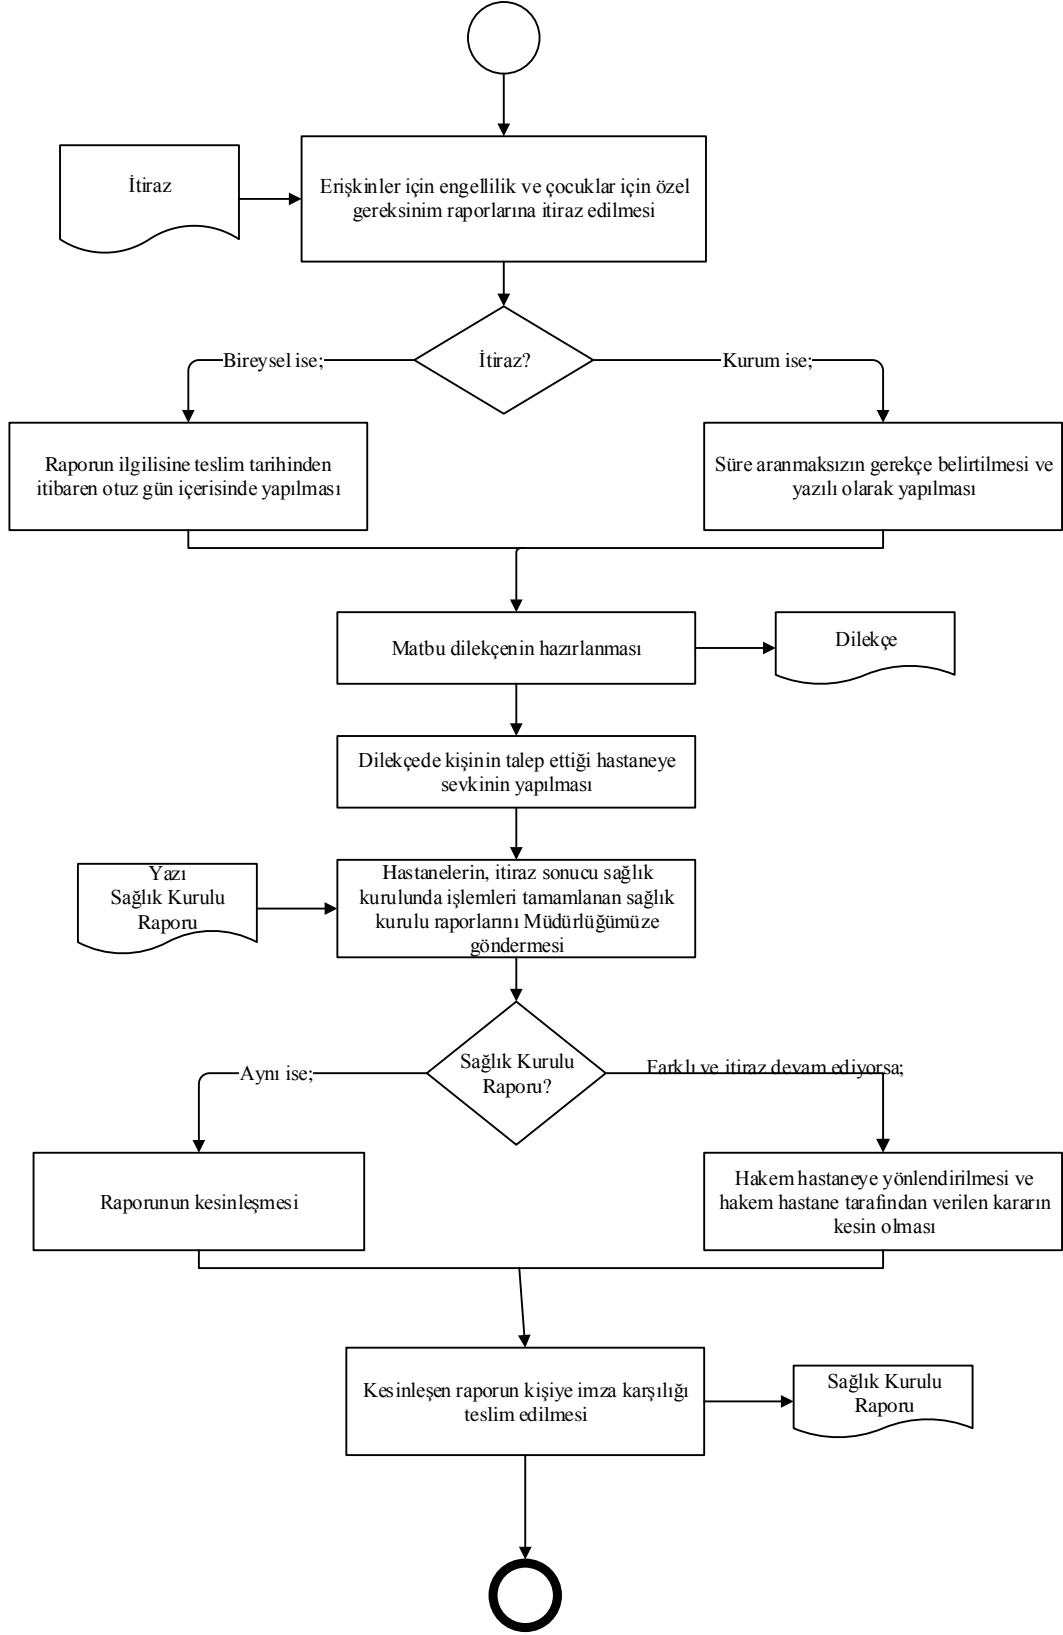 İtiraz
Erişkinler için engellilik ve çocuklar için özel
gereksinim raporlarına itiraz edilmesi
İtiraz?
Bireysel ise;
Kurum ise;
Raporun ilgilisine teslim tarihinden
itibaren otuz gün içerisinde yapılması
Süre aranmaksızın gerekçe belirtilmesi ve
yazılı olarak yapılması
Matbu dilekçenin hazırlanması
Dilekçe
Dilekçede kişinin talep ettiği hastaneye
sevkinin yapılması
Yazı
Sağlık Kurulu
Raporu
Hastanelerin, itiraz sonucu sağlık
kurulunda işlemleri tamamlanan sağlık
kurulu raporlarını Müdürlüğümüze
göndermesi
Sağlık Kurulu
Raporu?
Aynı ise;
Farklı ve itiraz devam ediyorsa;
Raporunun kesinleşmesi
Hakem hastaneye yönlendirilmesi ve
hakem hastane tarafından verilen kararın
kesin olması
Kesinleşen raporun kişiye imza karşılığı
teslim edilmesi
Sağlık Kurulu
Raporu